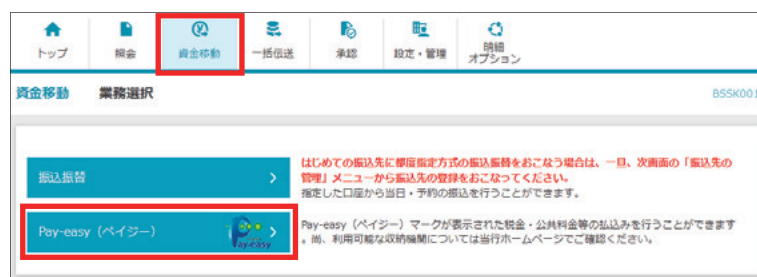 トップ
照会
資金移動
一括伝送
承認
設定・管理
明細
オプション
資金移動 業務選択
BSSK001
振込振替
はじめての振込先に都度指定方式の振込振替をおこなう場合は、一旦、次画面の「振込先の
管理」メニューから振込先の登録をおこなってください。
指定した口座から当日・予約の振込を行うことができます。
Pay-easy（ペイジー）
Pay-easy
Pay-easy（ペイジー）マークが表示された税金・公共料金等の払込みを行うことができます
。尚、利用可能な収納機関については当行ホームページでご確認ください。